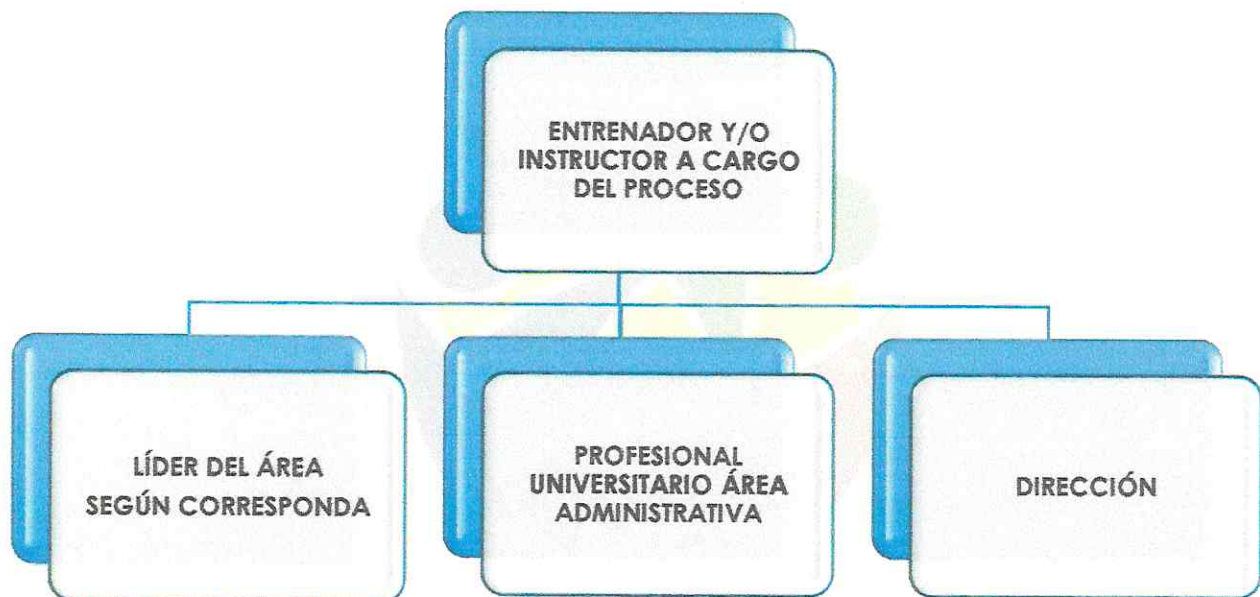 ENTRENADOR Y/O
INSTRUCTOR A CARGO
DEL PROCESO
LÍDER DEL ÁREA
SEGÚN CORRESPONDA
PROFESIONAL
UNIVERSITARIO ÁREA
ADMINISTRATIVA
DIRECCIÓN